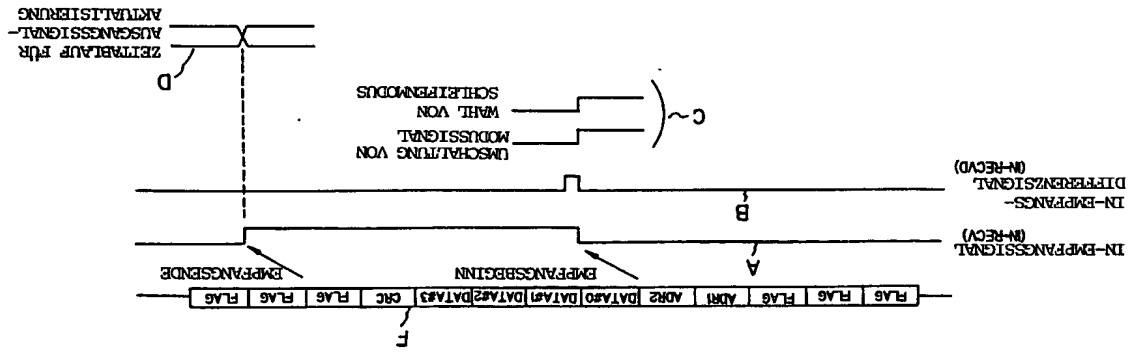 F
FLAG FLAG FLAG ADR1 ADR2 DATA#0 DATA#1 DATA#2 DATA#3 CRC FLAG FLAG FLAG
EMPFANGSBEGINN
EMPFANGSENDE
A
IN-EMPFANGSSIGNAL
(IN-RECV)
B
IN-EMPFANGS-
DIFFERENZSIGNAL
(IN-RECVD)
C
UMSCHALTUNG VON
MODUSSIGNAL
WAHL VON
SCHLEIFENMODUS
D
ZEITABLAUF FÜR
AUSGANGSSIGNAL-
AKTUALISIERUNG